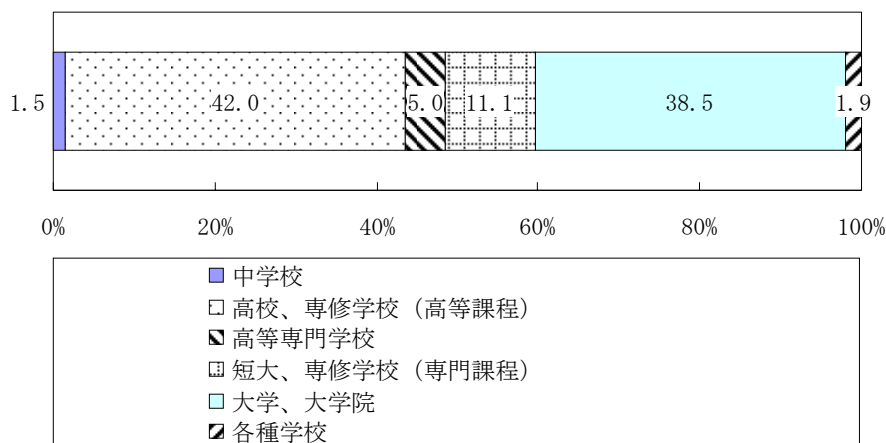 1.5 42.0 5.0 11.1 38.5 1.9
0% 20% 40% 60% 80% 100%
中学校
高校、専修学校（高等課程）
高等専門学校
短大、専修学校（専門課程）
大学、大学院
各種学校